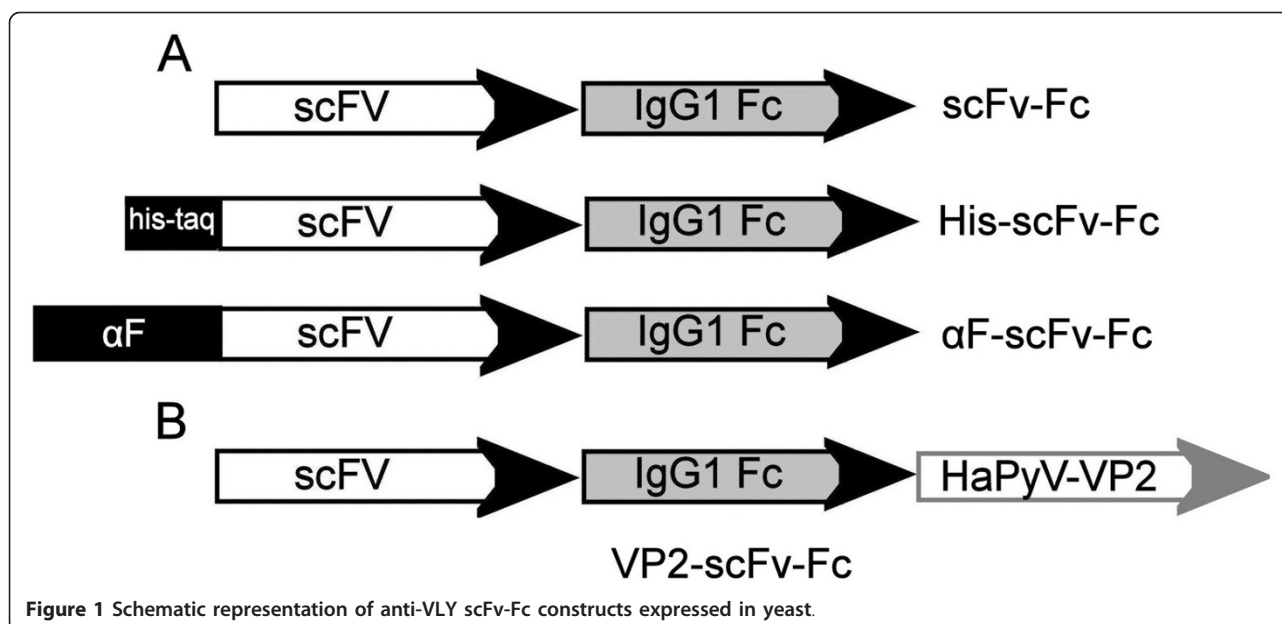 A
scFV IgG1 Fc scFv-Fc
his-taq scFV IgG1 Fc His-scFv-Fc
αF scFV IgG1 Fc αF-scFv-Fc
B
scFV IgG1 Fc HaPyV-VP2
VP2-scFv-Fc
Figure 1 Schematic representation of anti-VLY scFv-Fc constructs expressed in yeast.